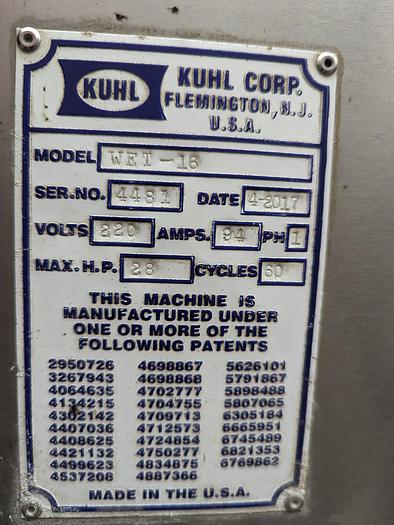 KUHL
KUHL CORP.
FLEMINGTON, N.J.
U.S.A.
MODEL WET-16
SER.NO. 4481 DATE 4-2017
VOLTS 220 AMPS. 94 PH 1
MAX. H.P. 28 CYCLES 60
THIS MACHINE IS
MANUFACTURED UNDER
ONE OR MORE OF THE
FOLLOWING PATENTS
2950726 4698867 5626101
3267943 4698868 5791867
4064635 4702777 5898488
4134215 4704755 5867065
4302142 4709713 6305184
4407036 4712573 6665951
4408625 4724854 6745489
4421132 4750277 6821353
4499623 4834875 6769862
4537208 4887366
MADE IN THE U.S.A.